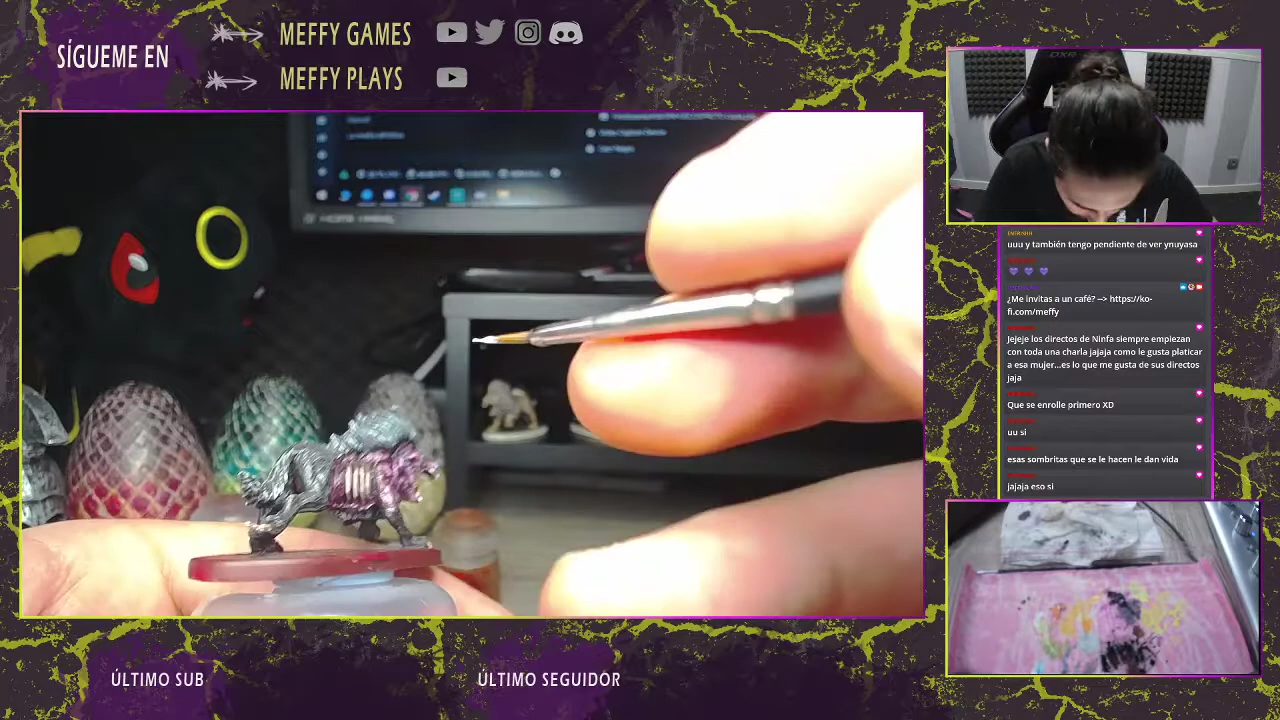 SÍGUEME EN
MEFFY GAMES
MEFFY PLAYS
DXR
uuu y también tengo pendiente de ver ynuyasa
¿Me invitas a un café? --> https://ko-
fi.com/meffy
Jejeje los directos de Ninfa siempre empiezan
con toda una charla jajaja como le gusta platicar
a esa mujer...es lo que me gusta de sus directos
jaja
Que se enrolle primero XD
uu si
esas sombritas que se le hacen le dan vida
jajaja eso si
ÚLTIMO SUB
ÚLTIMO SEGUIDOR